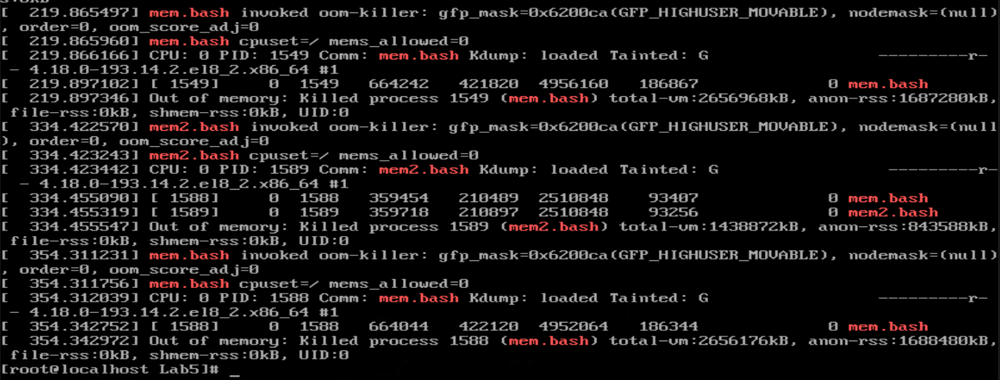 [  219.865497] mem.bash invoked oom-killer: gfp_mask=0x6200ca(GFP_HIGHUSER_MOVABLE), nodemask=(null)
, order=0, oom_score_adj=0
[  219.865960] mem.bash cpuset=/ mems_allowed=0
[  219.866166] CPU: 0 PID: 1549 Comm: mem.bash Kdump: loaded Tainted: G                 ---------r-
 - 4.18.0-193.14.2.el8_2.x86_64 #1
[  219.897102] [ 1549]     0  1549   664242   421820  4956160   186867             0 mem.bash
[  219.897346] Out of memory: Killed process 1549 (mem.bash) total-vm:2656968kB, anon-rss:1687280kB,
 file-rss:0kB, shmem-rss:0kB, UID:0
[  334.422570] mem2.bash invoked oom-killer: gfp_mask=0x6200ca(GFP_HIGHUSER_MOVABLE), nodemask=(null
), order=0, oom_score_adj=0
[  334.423243] mem2.bash cpuset=/ mems_allowed=0
[  334.423442] CPU: 0 PID: 1589 Comm: mem2.bash Kdump: loaded Tainted: G                 ---------r-
  - 4.18.0-193.14.2.el8_2.x86_64 #1
[  334.455090] [ 1588]     0  1588   359454   210489  2510848    93407             0 mem.bash
[  334.455319] [ 1589]     0  1589   359718   210897  2510848    93256             0 mem2.bash
[  334.455547] Out of memory: Killed process 1589 (mem2.bash) total-vm:1438872kB, anon-rss:843588kB,
 file-rss:0kB, shmem-rss:0kB, UID:0
[  354.311231] mem.bash invoked oom-killer: gfp_mask=0x6200ca(GFP_HIGHUSER_MOVABLE), nodemask=(null)
, order=0, oom_score_adj=0
[  354.311756] mem.bash cpuset=/ mems_allowed=0
[  354.312039] CPU: 0 PID: 1588 Comm: mem.bash Kdump: loaded Tainted: G                 ---------r-
 - 4.18.0-193.14.2.el8_2.x86_64 #1
[  354.342752] [ 1588]     0  1588   664044   422120  4952064   186344             0 mem.bash
[  354.342972] Out of memory: Killed process 1588 (mem.bash) total-vm:2656176kB, anon-rss:1688480kB,
 file-rss:0kB, shmem-rss:0kB, UID:0
[root@localhost Lab5]# _